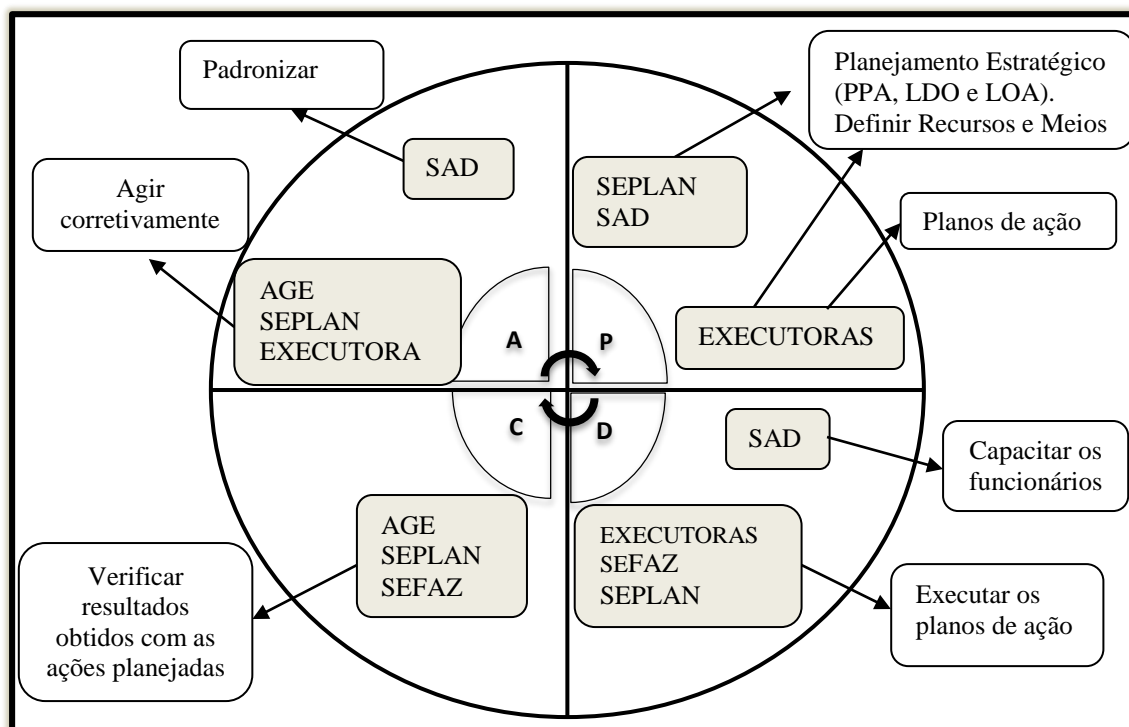 Padronizar
SAD
Agir
corretivamente
AGE
SEPLAN
EXECUTORA
A
Planejamento Estratégico
(PPA, LDO e LOA).
Definir Recursos e Meios
SEPLAN
SAD
Planos de ação
EXECUTORAS
P
C
AGE
SEPLAN
SEFAZ
Verificar
resultados
obtidos com as
ações planejadas
D
SAD
Capacitar os
funcionários
EXECUTORAS
SEFAZ
SEPLAN
Executar os
planos de ação